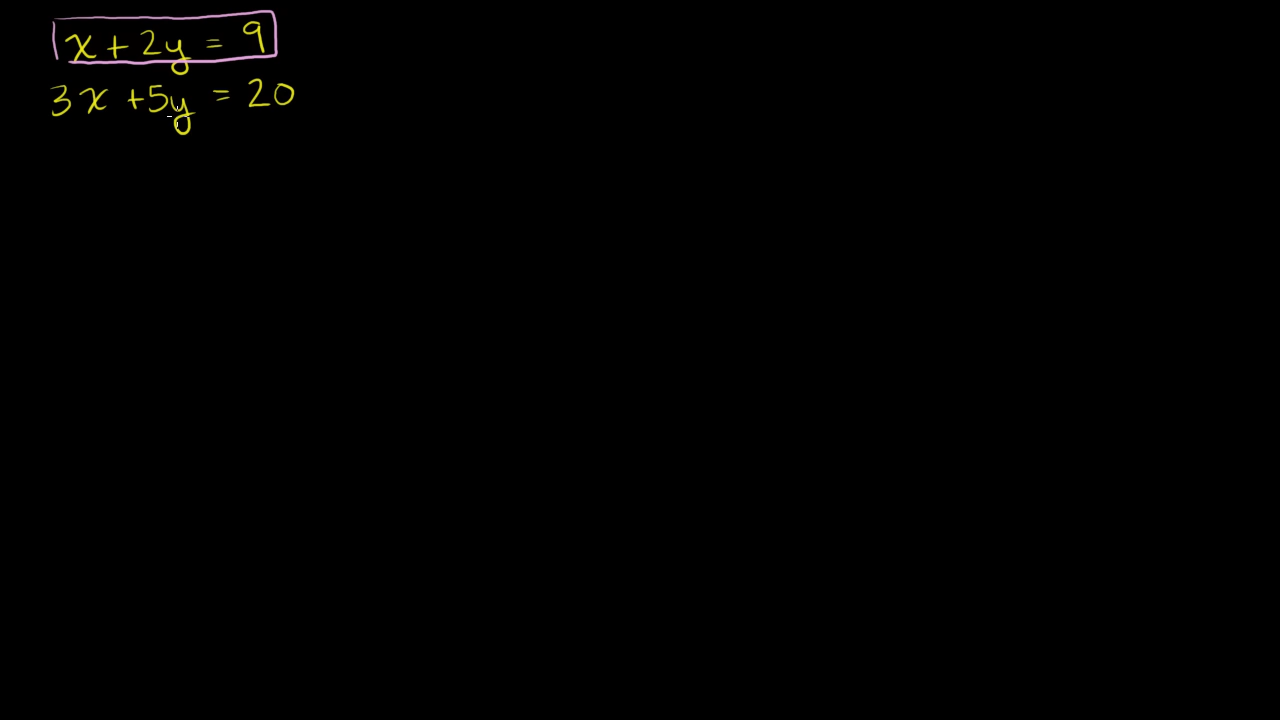 x + 2y = 9
3x + 5y = 20